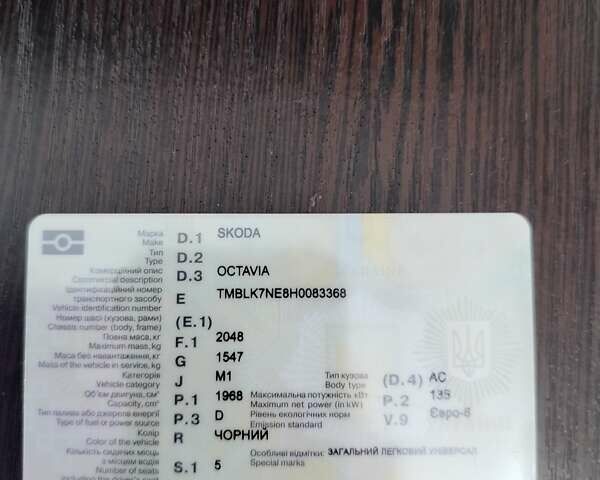 Марка
Make D.1 SKODA
Тип
Type D.2
Комерційний опис
Commercial description D.3 OCTAVIA
Ідентифікаційний номер
транспортного засобу E TMBLK7NE8H0083368
Vehicle identification number
Номер шасі (кузова, рами)
Chassis number (body, frame) (E.1)
Повна маса, кг
Maximum mass, kg F.1 2048
Маса без навантаження, кг
Mass of the vehicle in service, kg G 1547
Категорія
Vehicle category J M1 Тип кузова
Body type (D.4) AC
Об'єм двигуна, см³
Capacity, cm³ P.1 1968 Максимальна потужність кВт
Maximum net power (in kW) P.2 135
Тип палива або джерела енергії
Type of fuel or power source P.3 D Рівень екологічних норм
Emission standard V.9 Євро-6
Колір
Color of the vehicle R ЧОРНИЙ
Кількість сидячих місць
з місцем водія
Number of seats S.1 5 Особливі відмітки: ЗАГАЛЬНИЙ ЛЕГКОВИЙ УНІВЕРСАЛ
Special marks